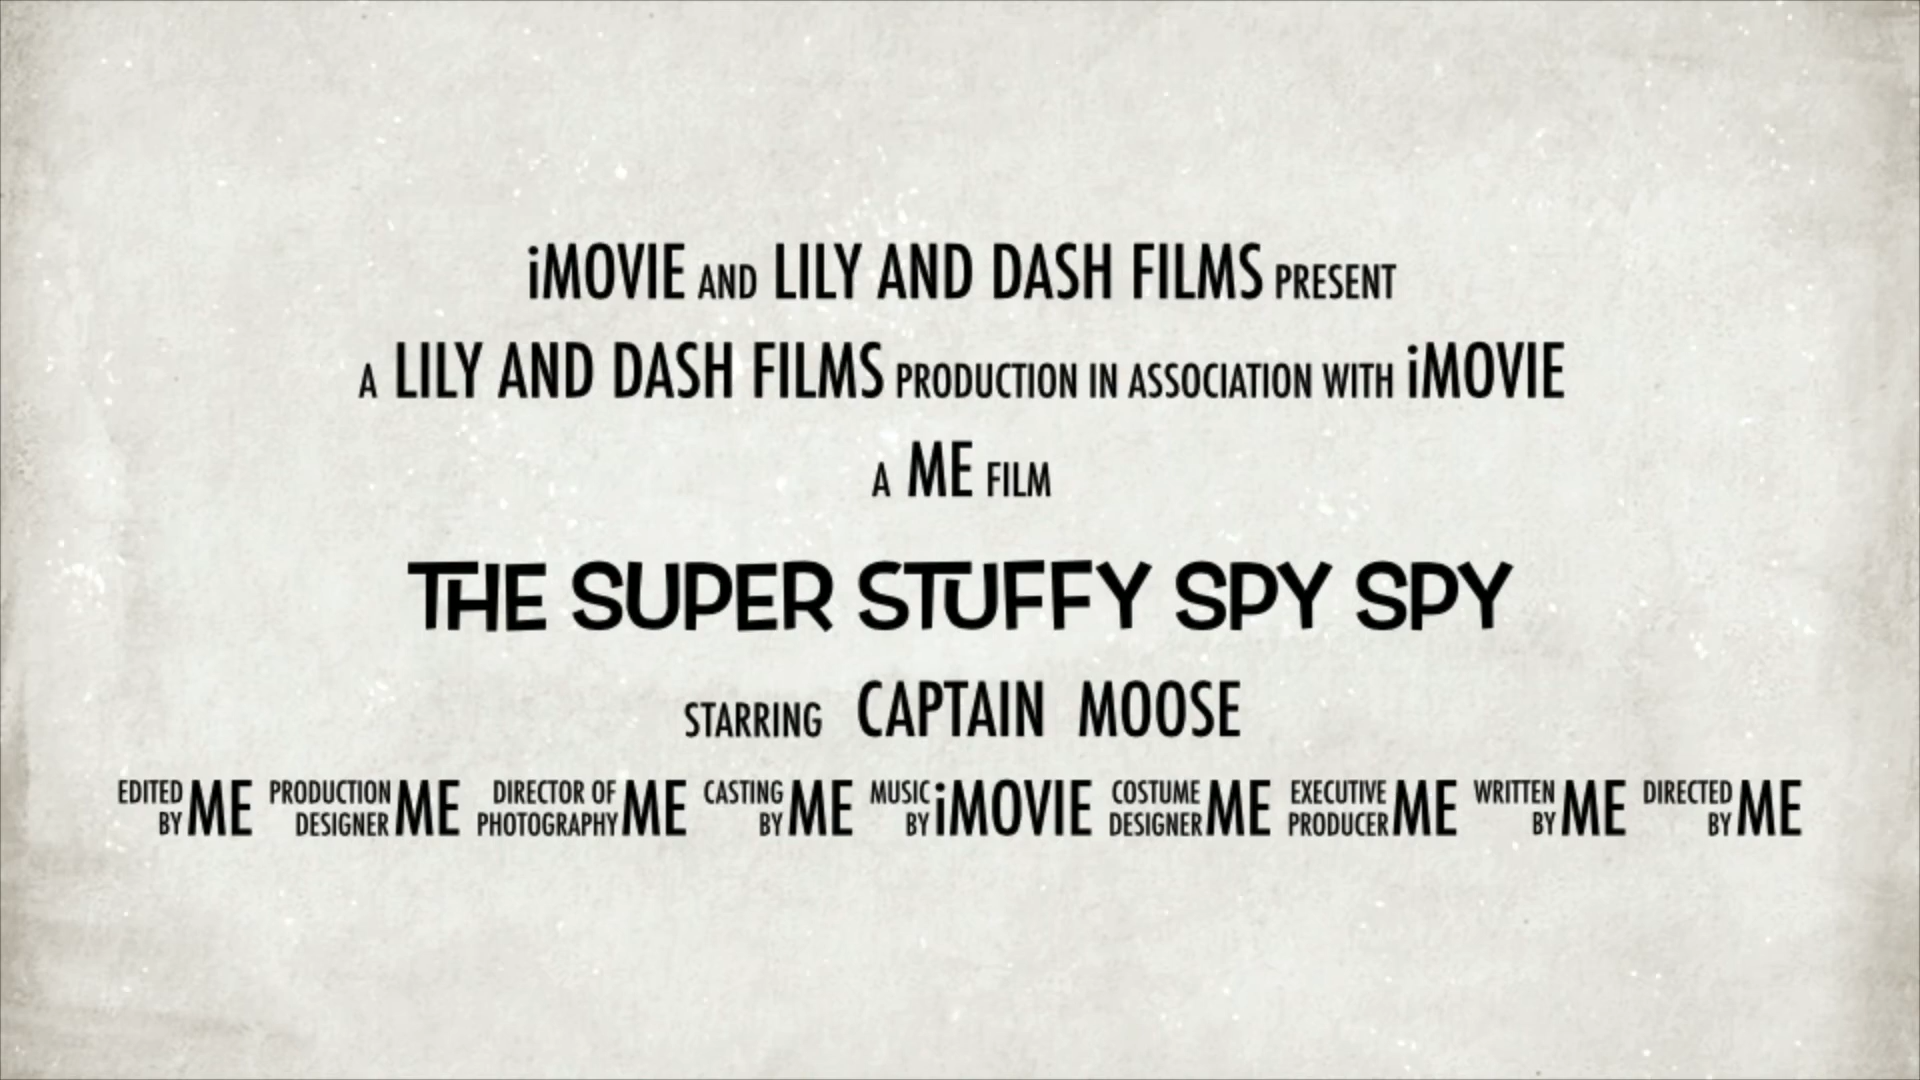 iMOVIE AND LILY AND DASH FILMS PRESENT
A LILY AND DASH FILMS PRODUCTION IN ASSOCIATION WITH iMOVIE
A ME FILM
THE SUPER STUFFY SPY SPY
STARRING CAPTAIN MOOSE
EDITED BY ME PRODUCTION DESIGNER ME DIRECTOR OF PHOTOGRAPHY ME CASTING BY ME MUSIC BY iMOVIE COSTUME DESIGNER ME EXECUTIVE PRODUCER ME WRITTEN BY ME DIRECTED BY ME